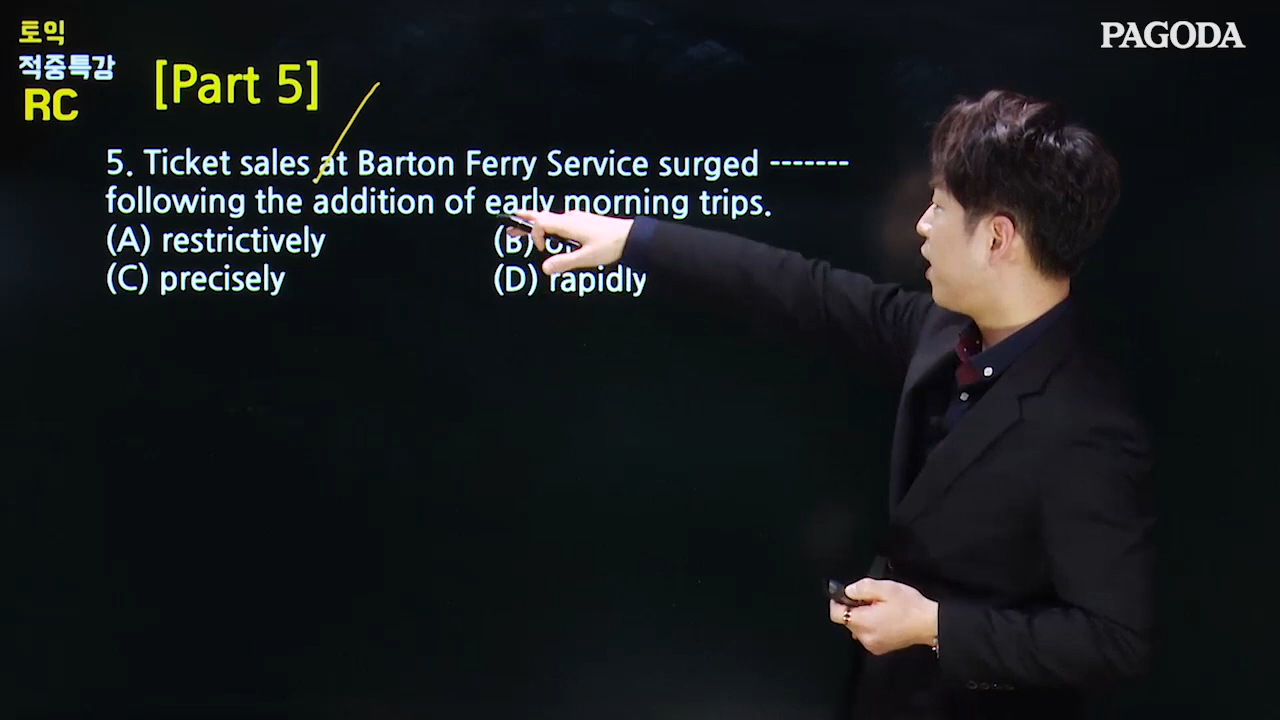 토익
적중특강
RC
[Part 5]
PAGODA
5. Ticket sales at Barton Ferry Service surged -------
following the addition of early morning trips.
(A) restrictively (B)
(C) precisely (D) rapidly